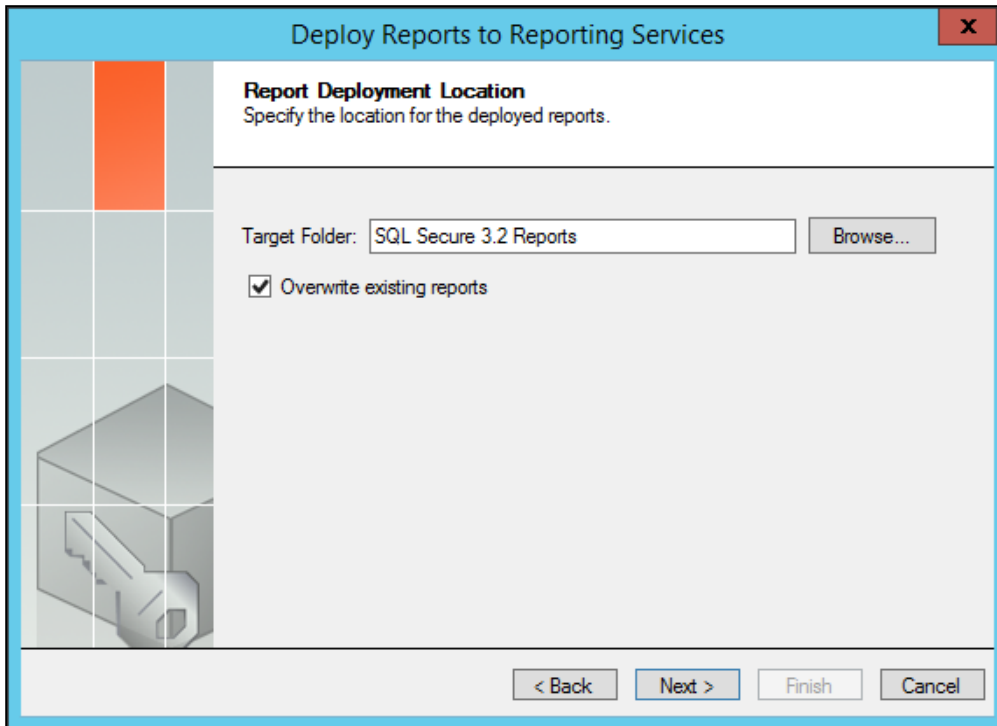 Deploy Reports to Reporting Services
x
Report Deployment Location
Specify the location for the deployed reports.
Target Folder: SQL Secure 3.2 Reports Browse...
Overwrite existing reports
< Back Next > Finish Cancel